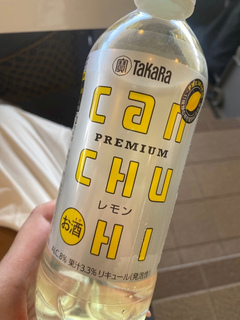 寶 TaKaRa
can
PREMIUM
CHU
レモン
HI
お酒
ALC.8% 果汁3.3% リキュール(発泡性)